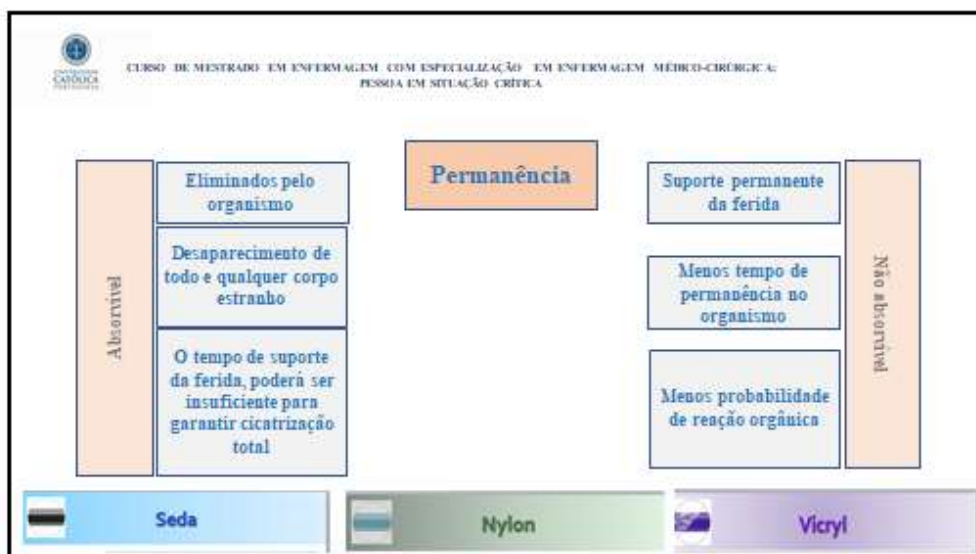 CATÓLICA
CURSO DE MESTRADO EM ENFERMAGEM COM ESPECIALIZAÇÃO EM ENFERMAGEM MÉDICO-CIRÚRGICA:
PESSOA EM SITUAÇÃO CRÍTICA
Permanência
Absorvível
Eliminados pelo
organismo
Desaparecimento de
todo e qualquer corpo
estranho
O tempo de suporte
da ferida, poderá ser
insuficiente para
garantir cicatrização
total
Suporte permanente
da ferida
Menos tempo de
permanência no
organismo
Menos probabilidade
de reação orgânica
Não absorvível
Seda
Nylon
Vicryl